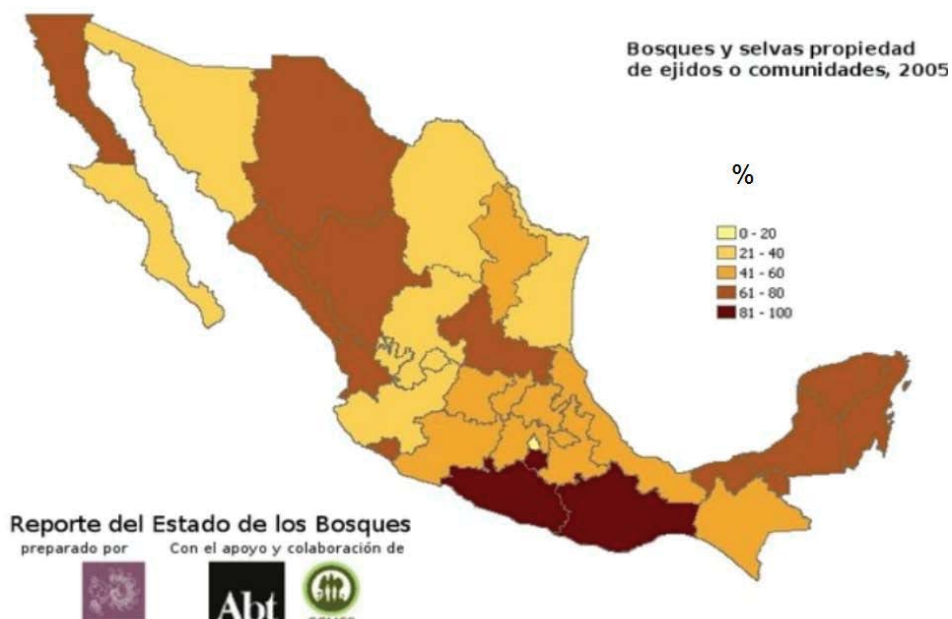 Bosques y selvas propiedad
de ejidos o comunidades, 2005
%
0 - 20
21 - 40
41 - 60
61 - 80
81 - 100
Reporte del Estado de los Bosques
preparado por Con el apoyo y colaboración de
Abt